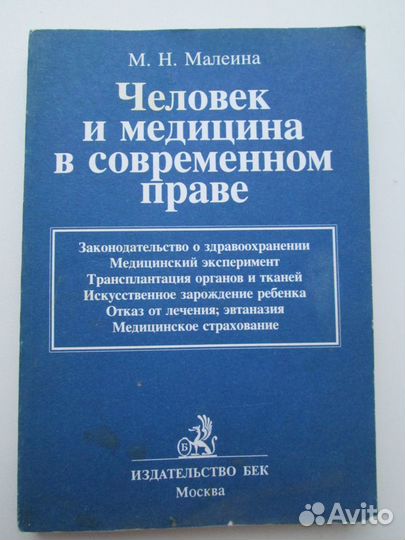 М. Н. Малеина
Человек
и медицина
в современном
праве
Законодательство о здравоохранении
Медицинский эксперимент
Трансплантация органов и тканей
Искусственное зарождение ребенка
Отказ от лечения; эвтаназия
Медицинское страхование
Б
ИЗДАТЕЛЬСТВО БЕК
Москва
Avito